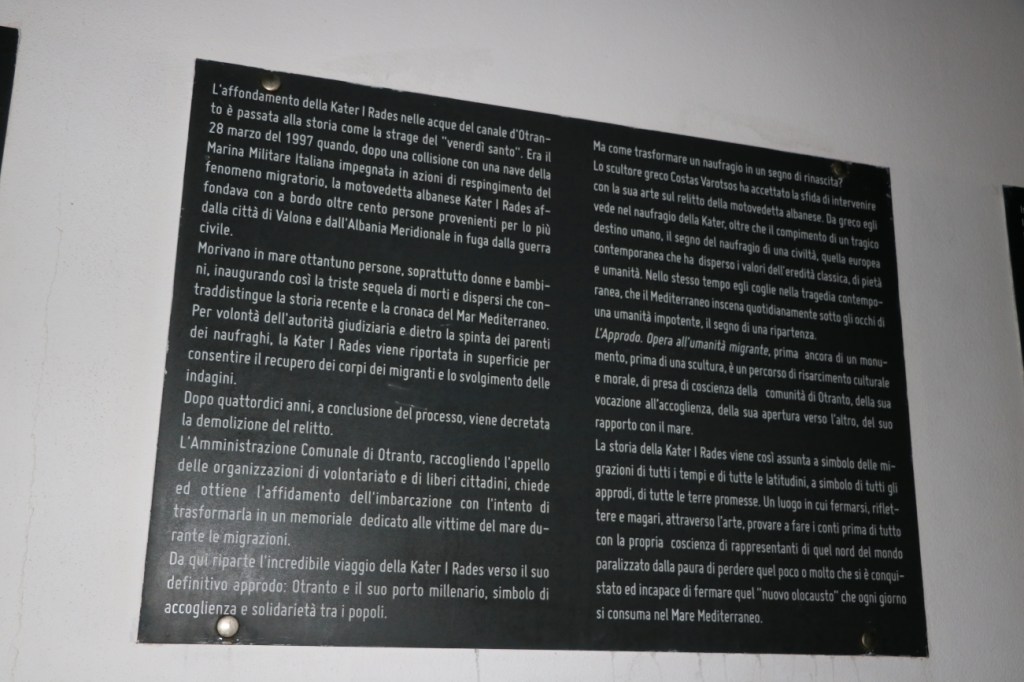 L'affondamento della Kater I Rades nelle acque del canale d'Otran-
to è passata alla storia come la strage del "venerdì santo". Era il
28 marzo del 1997 quando, dopo una collisione con una nave della
Marina Militare Italiana impegnata in azioni di respingimento del
fenomeno migratorio, la motovedetta albanese Kater I Rades af-
fondava con a bordo oltre cento persone provenienti per lo più
dalla città di Valona e dall'Albania Meridionale in fuga dalla guerra
civile.
Morivano in mare ottantuno persone, soprattutto donne e bambi-
ni, inaugurando così la triste sequela di morti e dispersi che con-
traddistingue la storia recente e la cronaca del Mar Mediterraneo.
Per volontà dell'autorità giudiziaria e dietro la spinta dei parenti
dei naufraghi, la Kater I Rades viene riportata in superficie per
consentire il recupero dei corpi dei migranti e lo svolgimento delle
indagini.
Dopo quattordici anni, a conclusione del processo, viene decretata
la demolizione del relitto.
L'Amministrazione Comunale di Otranto, raccogliendo l'appello
delle organizzazioni di volontariato e di liberi cittadini, chiede
ed ottiene l'affidamento dell'imbarcazione con l'intento di
trasformarla in un memoriale dedicato alle vittime del mare du-
rante le migrazioni.
Da qui riparte l'incredibile viaggio della Kater I Rades verso il suo
definitivo approdo: Otranto e il suo porto millenario, simbolo di
accoglienza e solidarietà tra i popoli.
Ma come trasformare un naufragio in un segno di rinascita?
Lo scultore greco Costas Varotsos ha accettato la sfida di intervenire
con la sua arte sul relitto della motovedetta albanese. Da greco egli
vede nel naufragio della Kater, oltre che il compimento di un tragico
destino umano, il segno del naufragio di una civiltà, quella europea
contemporanea che ha disperso i valori dell'eredità classica, di pietà
e umanità. Nello stesso tempo egli coglie nella tragedia contempo-
ranea, che il Mediterraneo inscena quotidianamente sotto gli occhi di
una umanità impotente, il segno di una ripartenza.
L'Approdo. Opera all'umanità migrante, prima ancora di un monu-
mento, prima di una scultura, è un percorso di risarcimento culturale
e morale, di presa di coscienza della comunità di Otranto, della sua
vocazione all'accoglienza, della sua apertura verso l'altro, del suo
rapporto con il mare.
La storia della Kater I Rades viene così assunta a simbolo delle mi-
grazioni di tutti i tempi e di tutte le latitudini, a simbolo di tutti gli
approdi, di tutte le terre promesse. Un luogo in cui fermarsi, riflet-
tere e magari, attraverso l'arte, provare a fare i conti prima di tutto
con la propria coscienza di rappresentanti di quel nord del mondo
paralizzato dalla paura di perdere quel poco o molto che si è conqui-
stato ed incapace di fermare quel "nuovo olocausto" che ogni giorno
si consuma nel Mare Mediterraneo.